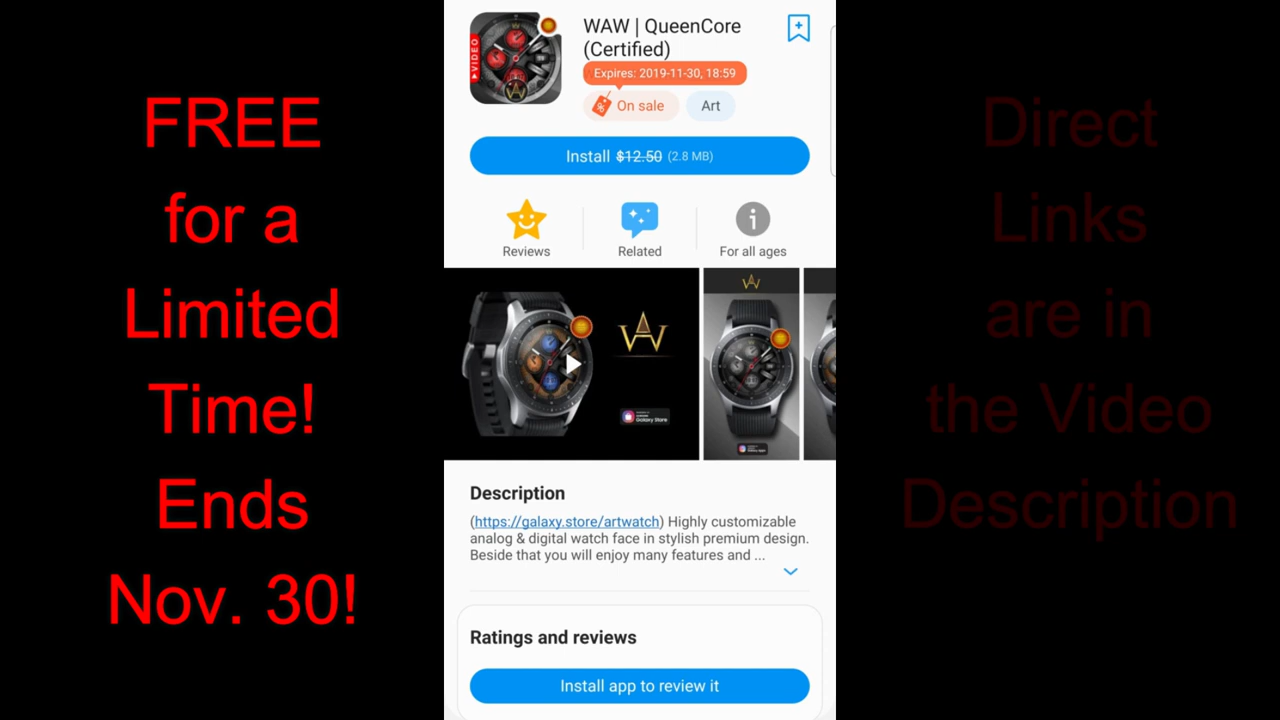 FREE
for a
Limited
Time!
Ends
Nov. 30!
VIDEO
WAW | QueenCore
(Certified)
Expires: 2019-11-30, 18:59
On sale
Art
Install $12.50 (2.8 MB)
Reviews
Related
For all ages
Galaxy Store
Description
(https://galaxy.store/artwatch) Highly customizable
analog & digital watch face in stylish premium design.
Beside that you will enjoy many features and ...
Ratings and reviews
Install app to review it
Direct
Links
are in
the Video
Description